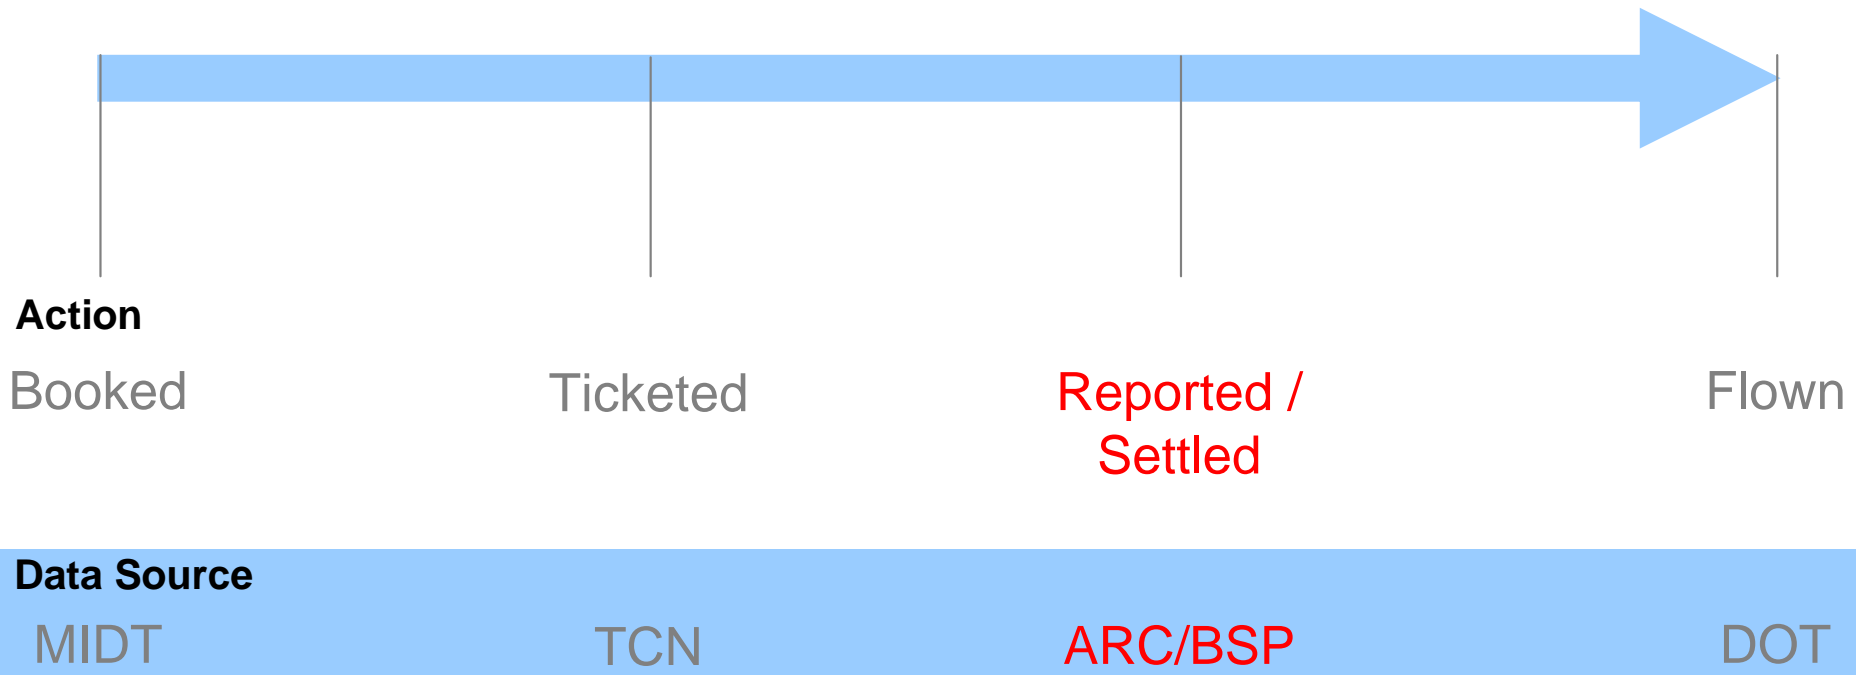 Action
Booked
Ticketed
Reported /
Settled
Flown
Data Source
MIDT
TCN
ARC/BSP
DOT